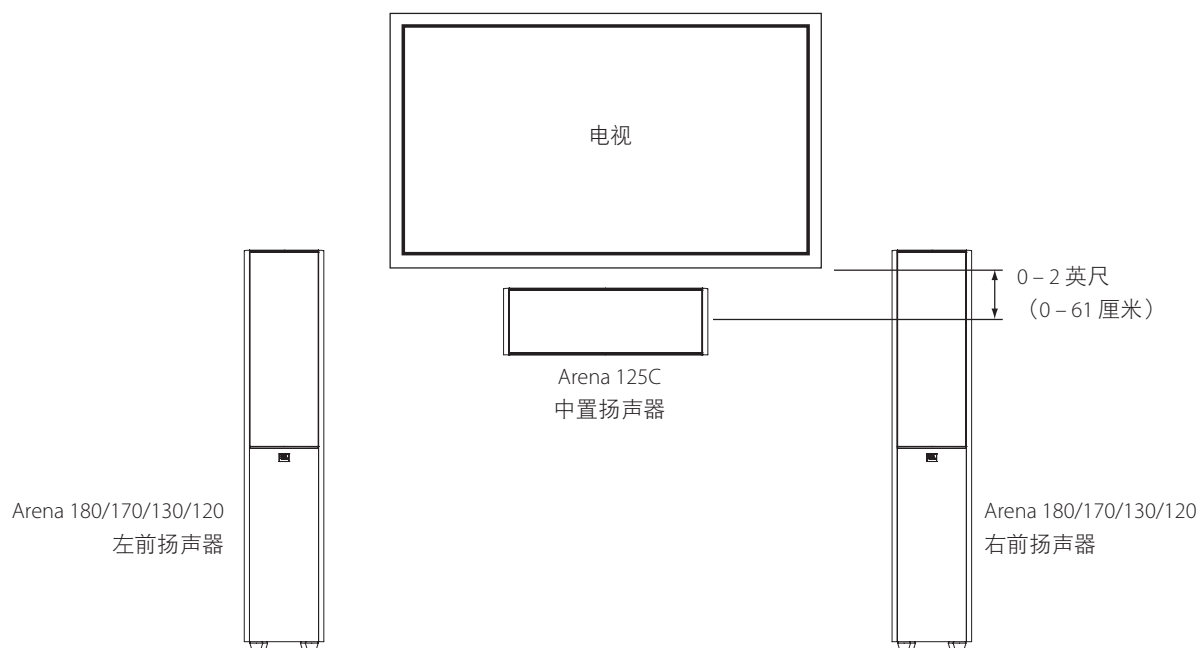 电视
0 – 2 英尺
（0 – 61 厘米）
Arena 125C
中置扬声器
Arena 180/170/130/120
左前扬声器
Arena 180/170/130/120
右前扬声器